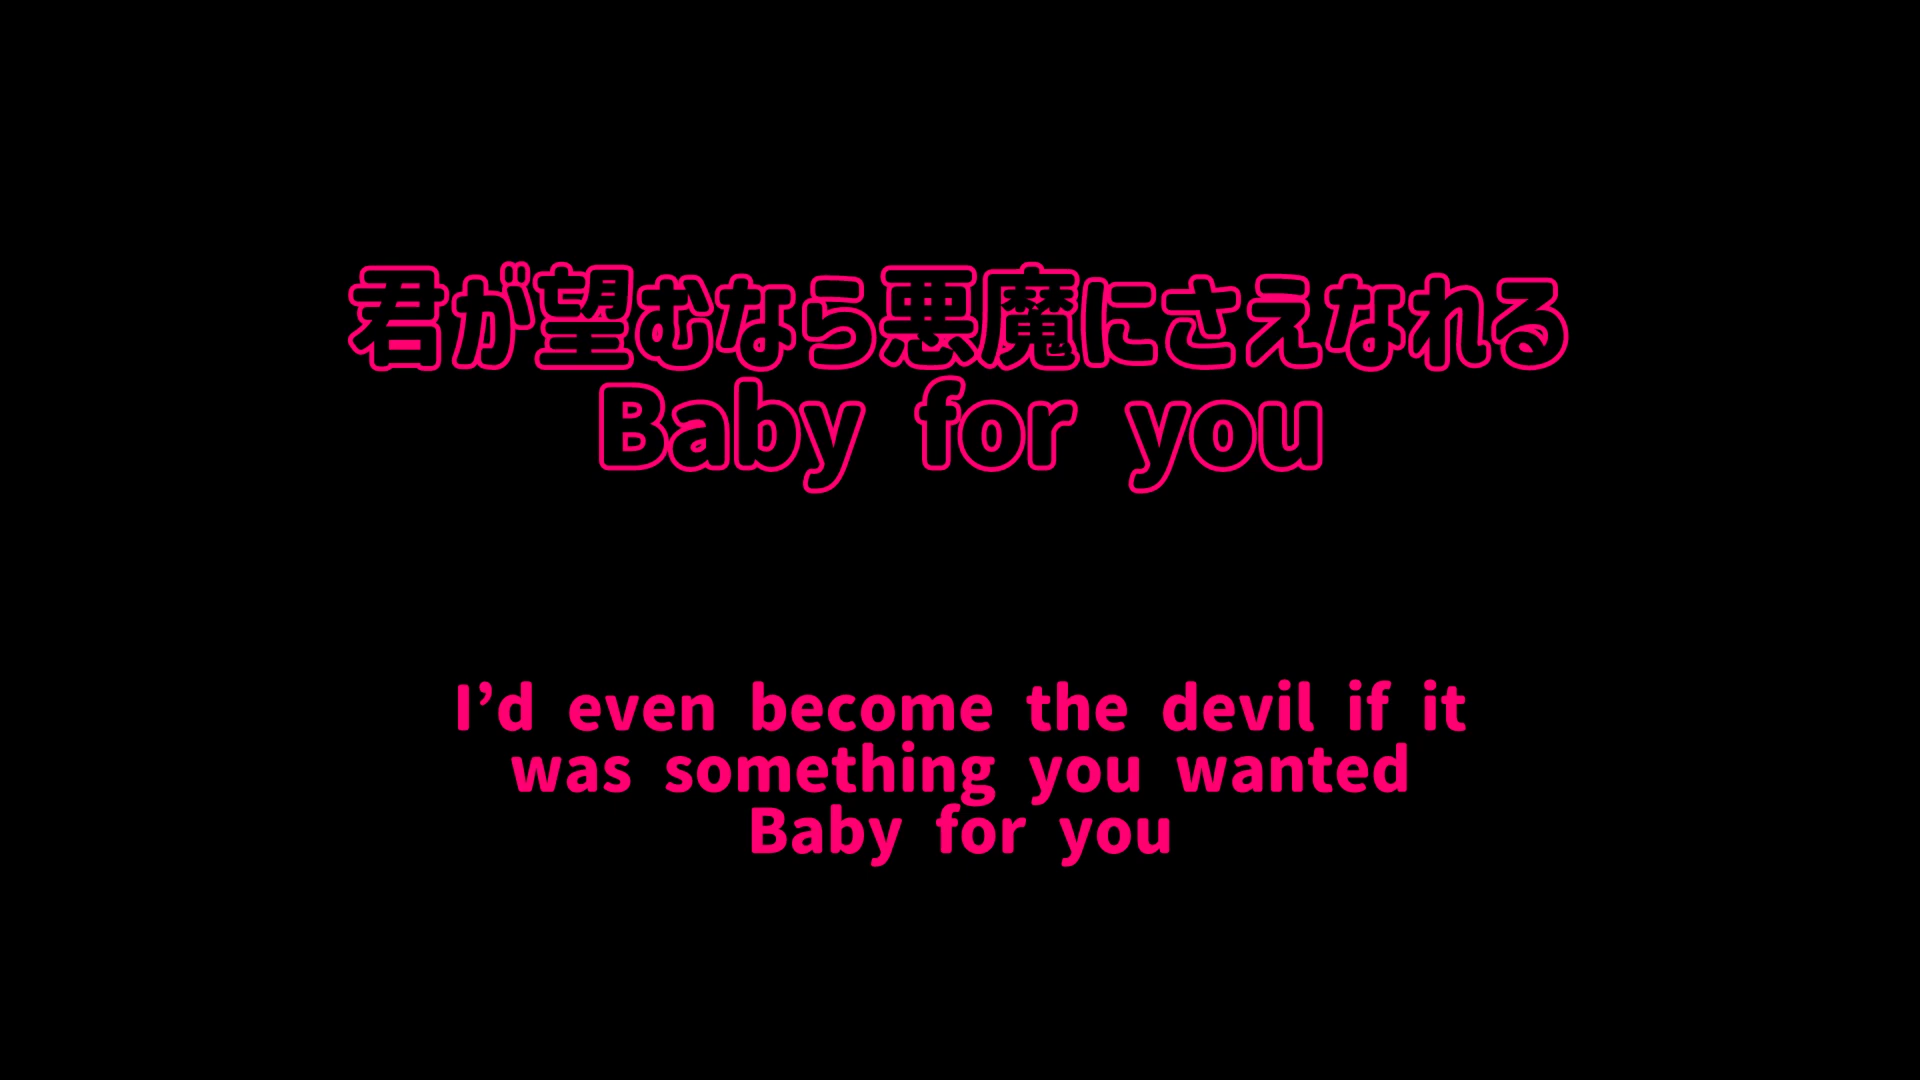 君が望むなら悪魔にさえなれる
Baby for you
I’d even become the devil if it
was something you wanted
Baby for you